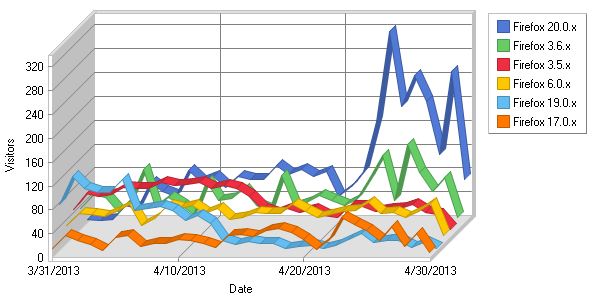 Visitors
320
280
240
200
160
120
80
40
0
3/31/2013 4/10/2013 4/20/2013 4/30/2013
Date
Firefox 20.0.x
Firefox 3.6.x
Firefox 3.5.x
Firefox 6.0.x
Firefox 19.0.x
Firefox 17.0.x